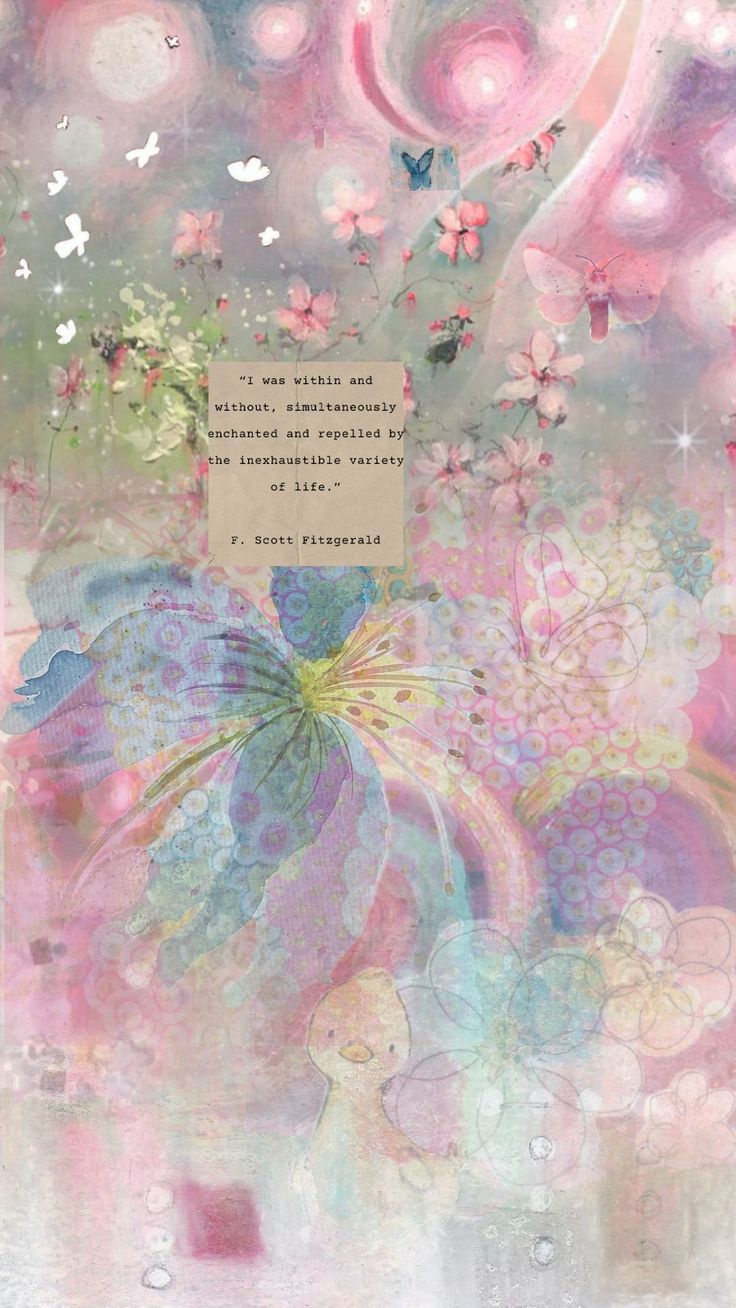 “I was within and
without, simultaneously
enchanted and repelled by
the inexhaustible variety
of life.”
F. Scott Fitzgerald